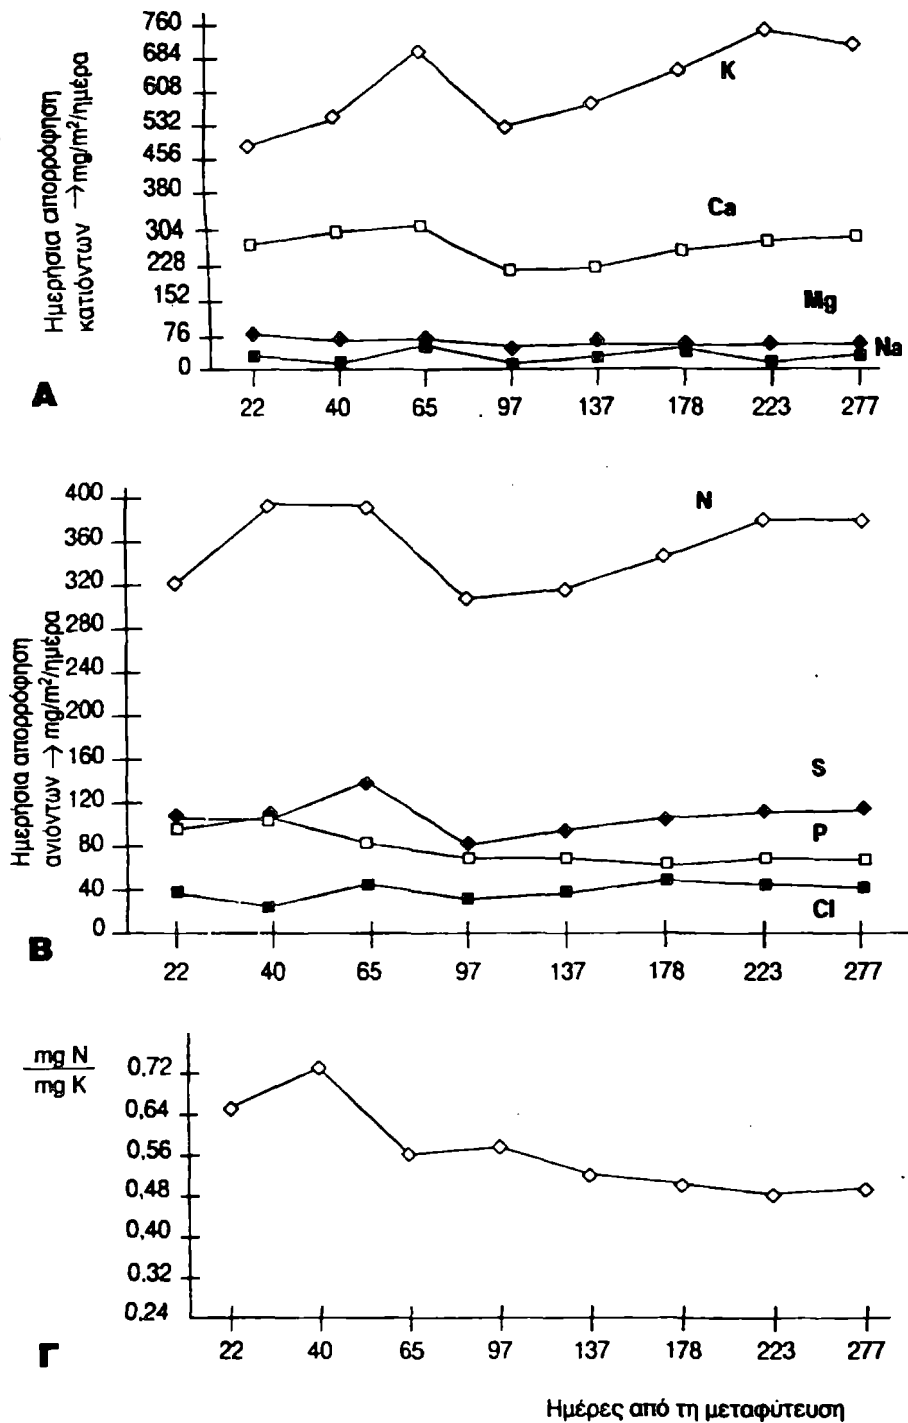 Ημερήσια απορρόφηση
κατιόντων → mg/m²/ημέρα
760
684
608
532
456
380
304
228
152
76
0
K
Ca
Mg
Na
A
22 40 65 97 137 178 223 277
Ημερήσια απορρόφηση
ανιόντων → mg/m²/ημέρα
400
360
320
280
240
200
160
120
80
40
0
N
S
P
Cl
B
22 40 65 97 137 178 223 277
mg N
mg K
0,72
0,64
0,56
0,48
0,40
0.32
0,24
Γ
22 40 65 97 137 178 223 277
Ημέρες από τη μεταφύτευση